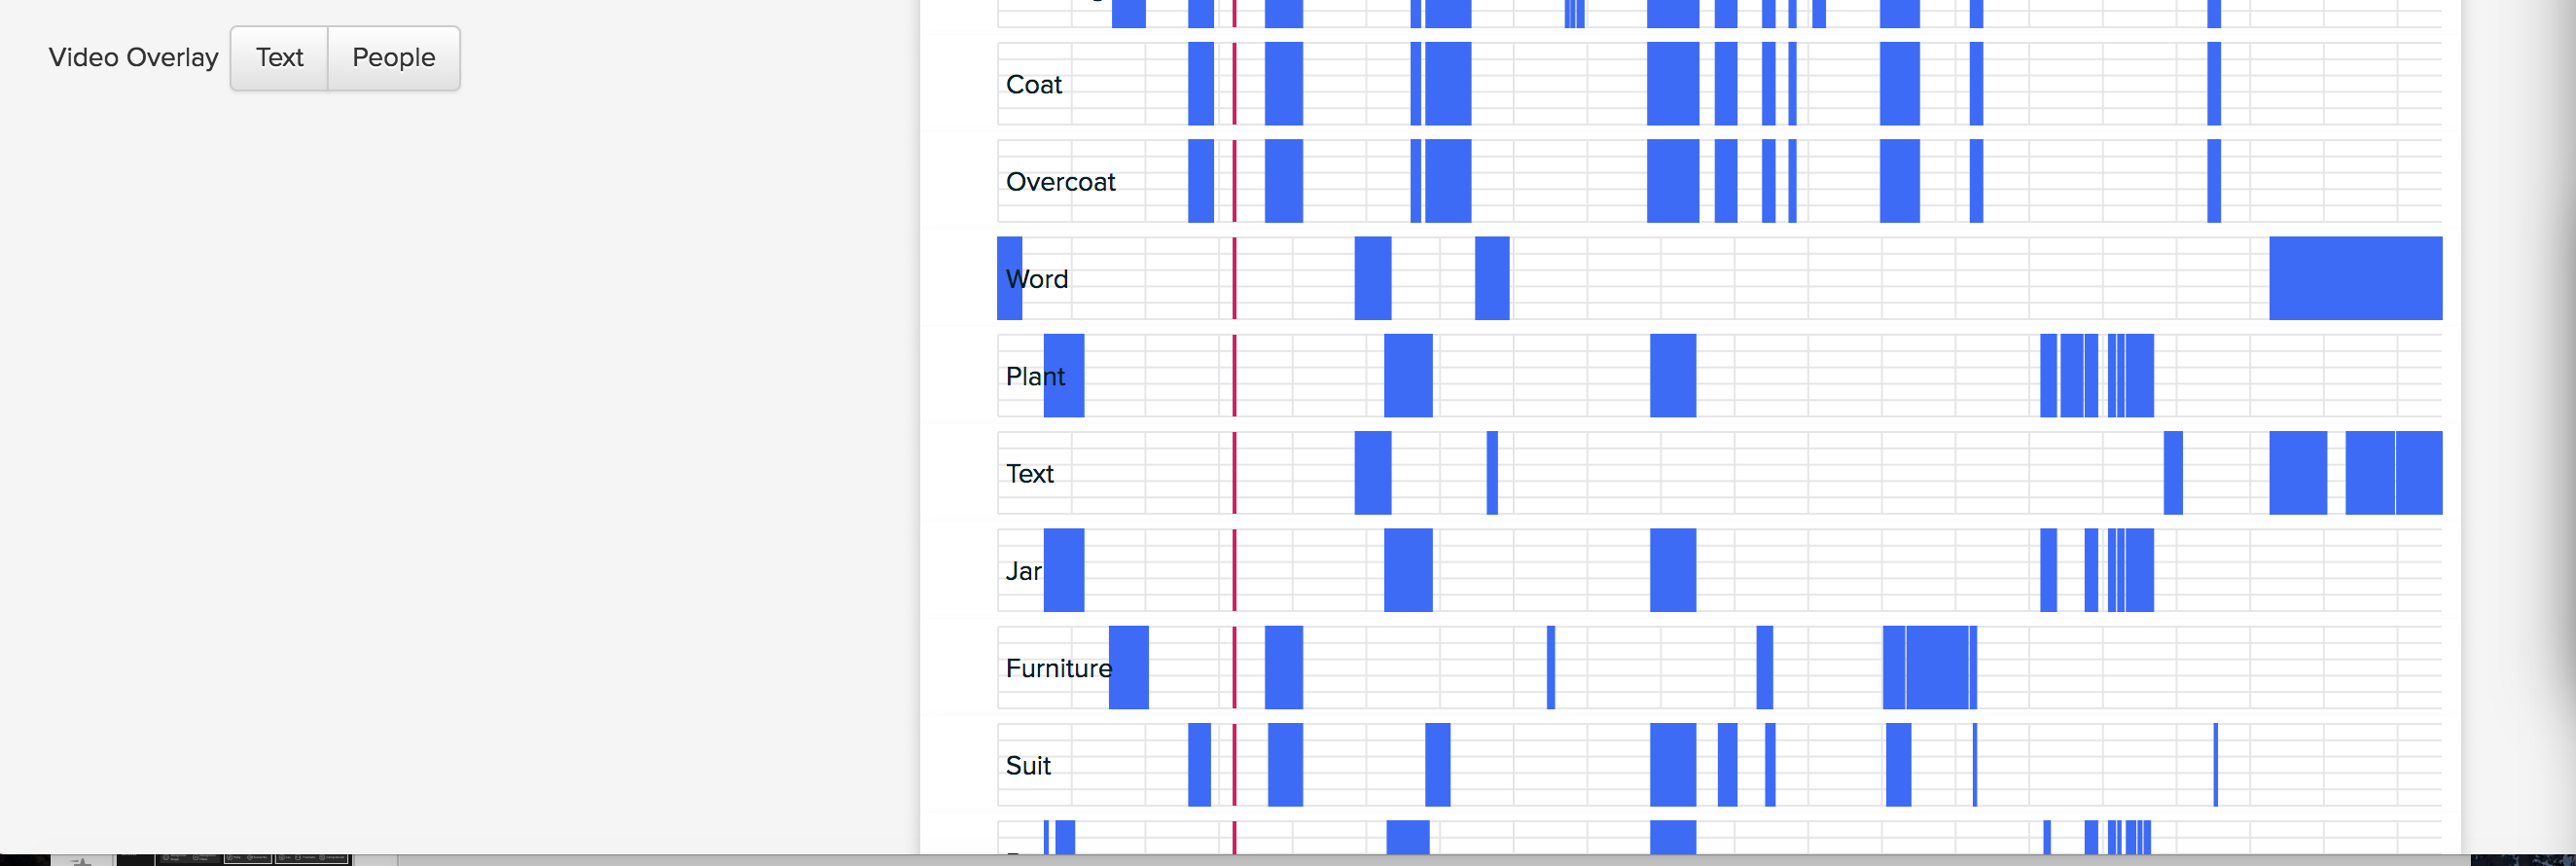 Video Overlay Text People
Coat
Overcoat
Word
Plant
Text
Jar
Furniture
Suit